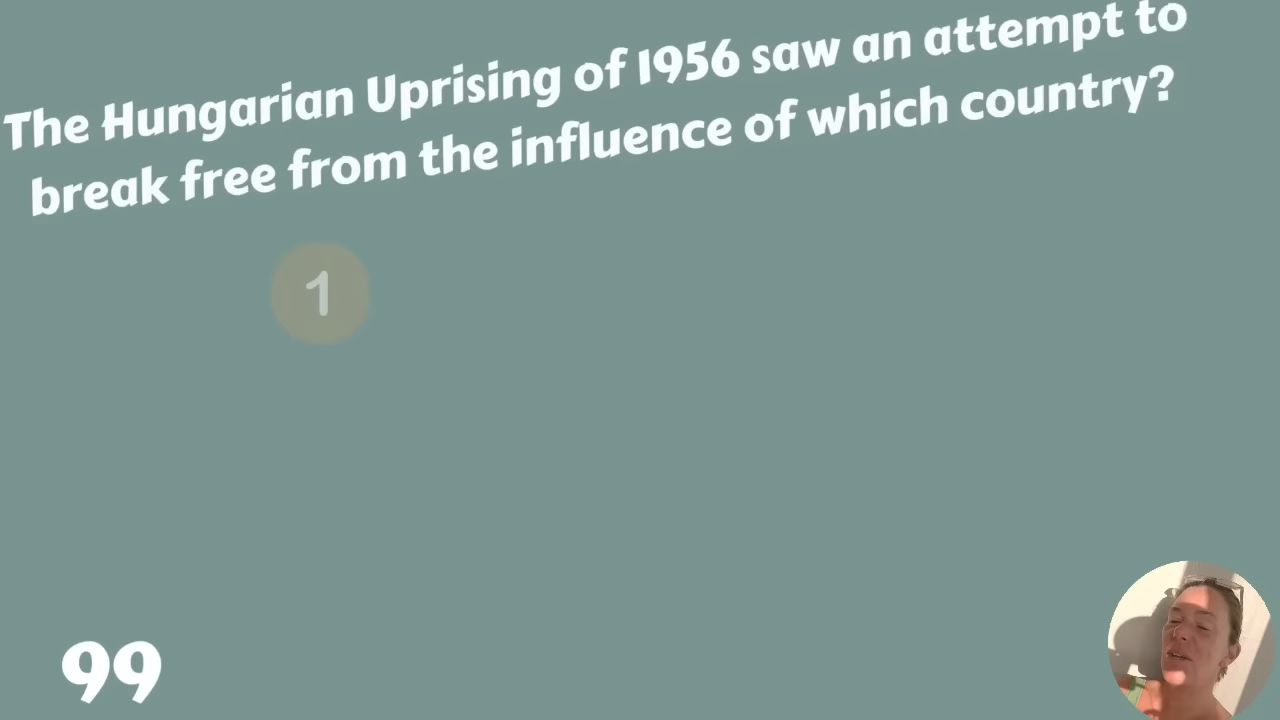 The Hungarian Uprising of 1956 saw an attempt to
break free from the influence of which country?
1
99